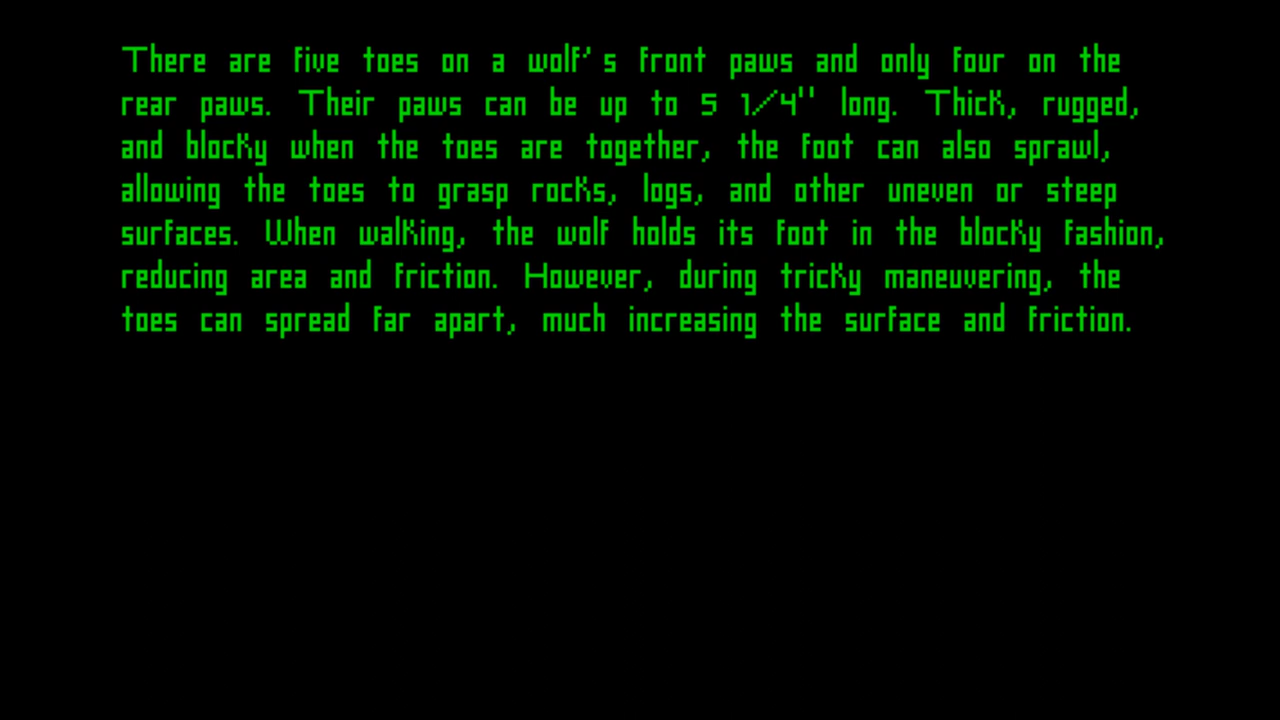 There are five toes on a wolf's front paws and only four on the
rear paws. Their paws can be up to 5 1/4" long. Thick, rugged,
and blocky when the toes are together, the foot can also sprawl,
allowing the toes to grasp rocks, logs, and other uneven or steep
surfaces. When walking, the wolf holds its foot in the blocky fashion,
reducing area and friction. However, during tricky maneuvering, the
toes can spread far apart, much increasing the surface and friction.